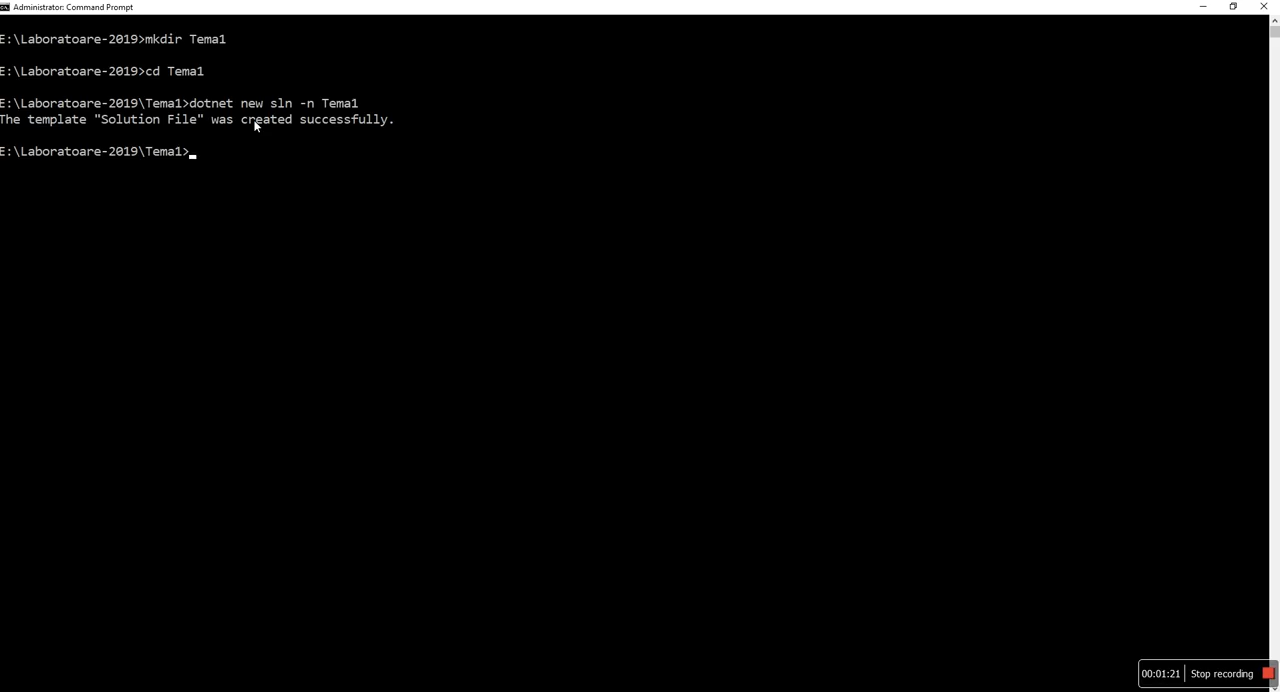 Administrator: Command Prompt
E:\Laboratoare-2019>mkdir Tema1
E:\Laboratoare-2019>cd Tema1
E:\Laboratoare-2019\Tema1>dotnet new sln -n Tema1
The template "Solution File" was created successfully.
E:\Laboratoare-2019\Tema1>
00:01:21 Stop recording